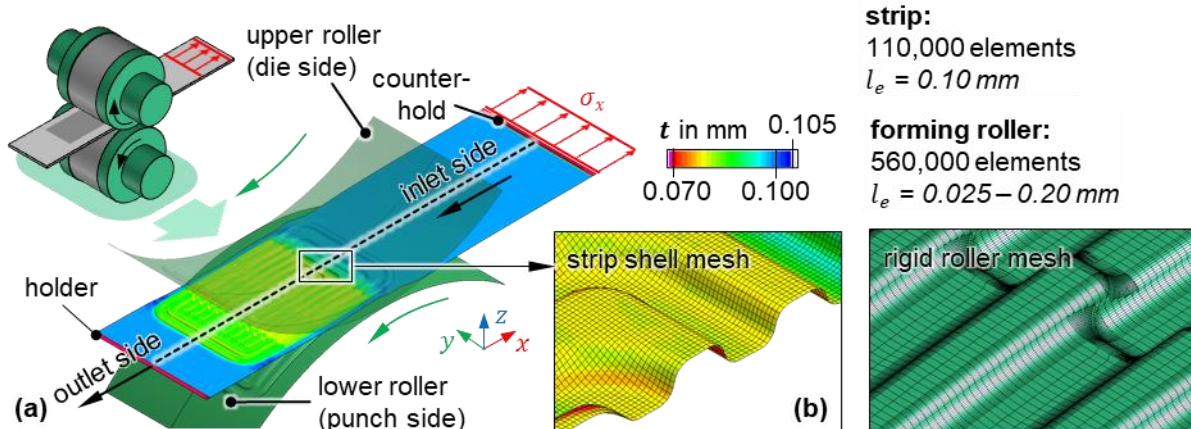 upper roller
(die side)
counter-
hold
σx
t in mm
0.105
0.070
0.100
inlet side
holder
outlet side
z
y
x
lower roller
(punch side)
(a)
strip shell mesh
(b)
strip:
110,000 elements
l_e = 0.10 mm
forming roller:
560,000 elements
l_e = 0.025 – 0.20 mm
rigid roller mesh